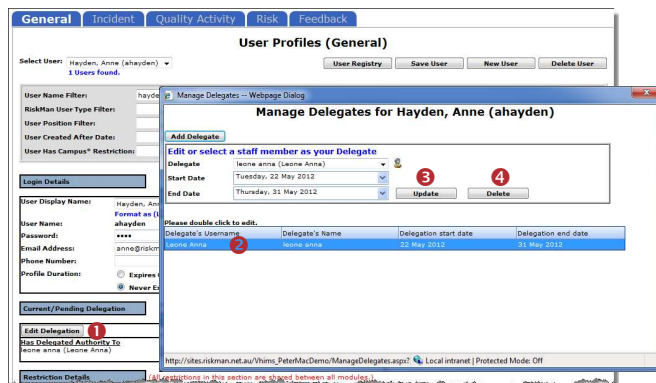 General Incident Quality Activity Risk Feedback
User Profiles (General)
Select User: Hayden, Anne (ahayden)
1 Users found.
User Registry Save User New User Delete User
User Name Filter: hayde
RiskMan User Type Filter:
User Position Filter:
User Created After Date:
User Has Campus* Restriction:
Manage Delegates -- Webpage Dialog
Manage Delegates for Hayden, Anne (ahayden)
Add Delegate
Edit or select a staff member as your Delegate
Delegate leone anna (Leone Anna)
Start Date Tuesday, 22 May 2012
End Date Thursday, 31 May 2012
3 4
Update Delete
Please double click to edit.
Delegate's Username Delegate's Name Delegation start date Delegation end date
Leone Anna 2 leone anna 22 May 2012 31 May 2012
http://sites.riskman.net.au/Vhims_PeterMacDemo/ManageDelegates.aspx? Local intranet | Protected Mode: Off
Login Details
User Display Name: Hayden, Ann
Format as (L
User Name: ahayden
Password: ••••
Email Address: anne@riskm
Phone Number:
Profile Duration: Expires
Never Ex
Current/Pending Delegation
Edit Delegation 1
Has Delegated Authority To
leone anna (Leone Anna)
Restriction Details (All restrictions in this section are shared between all modules.)